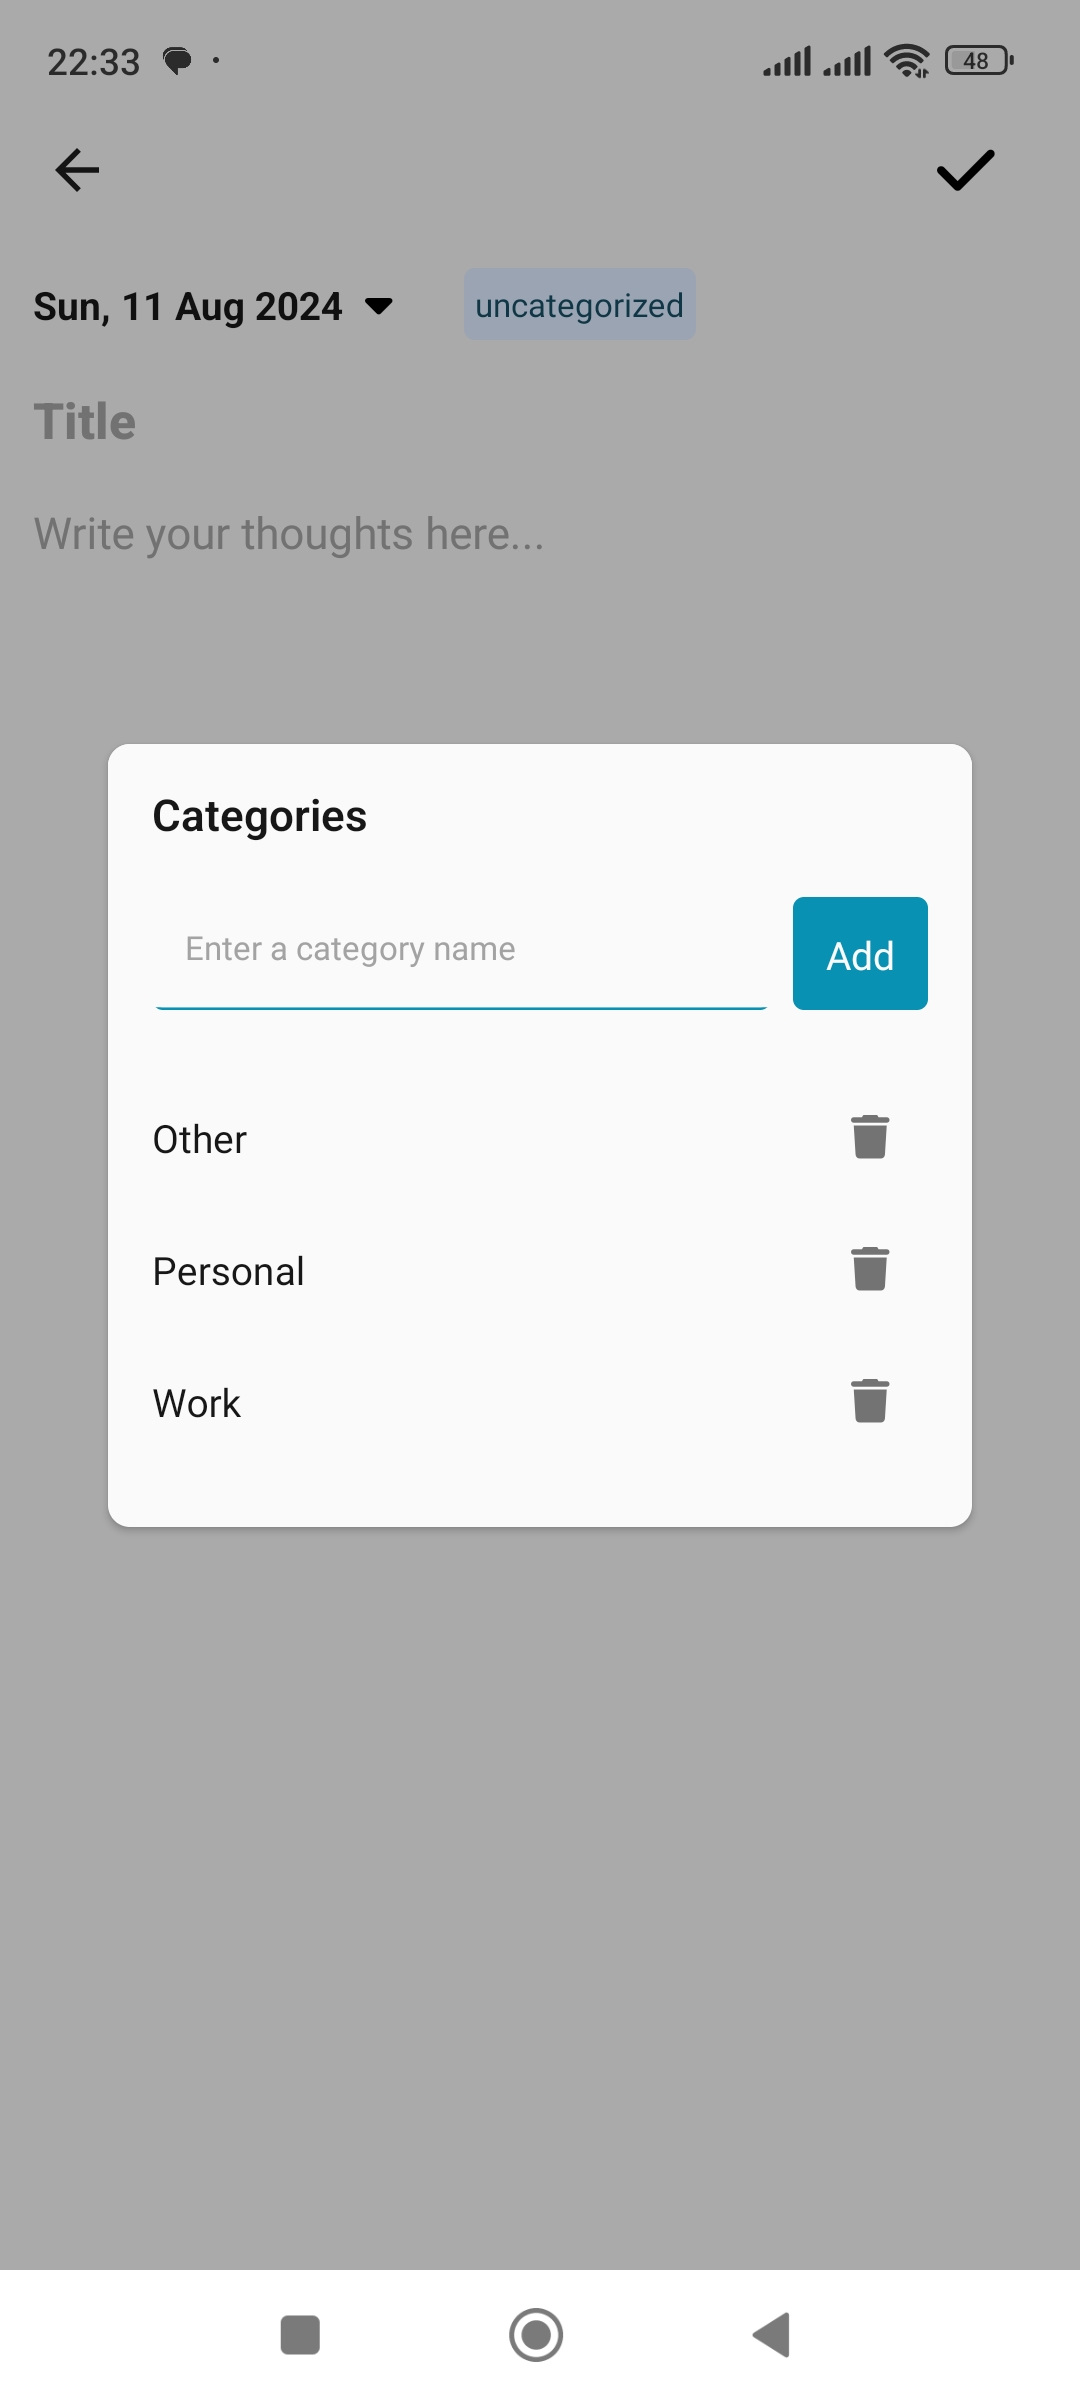 22:33
48
Sun, 11 Aug 2024
uncategorized
Title
Write your thoughts here...
Categories
Enter a category name
Add
Other
Personal
Work